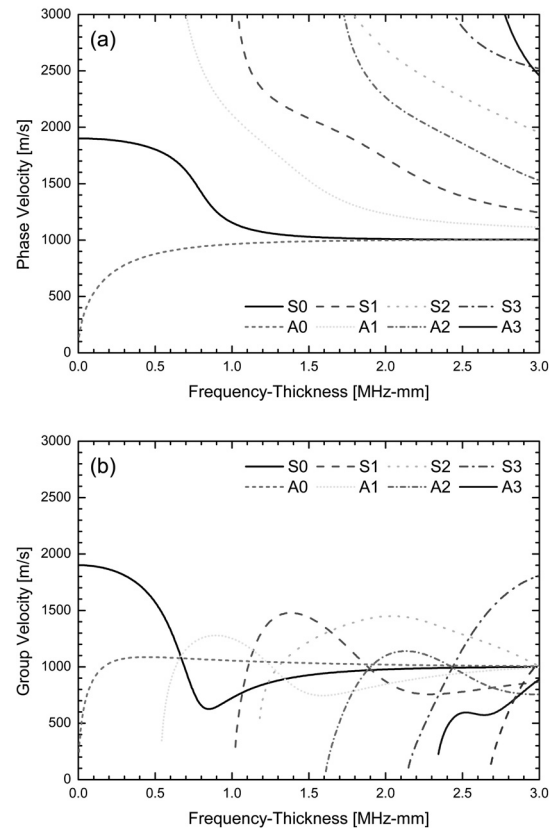 (a)
3000
2500
2000
1500
1000
500
0
Phase Velocity [m/s]
S0 S1 S2 S3
A0 A1 A2 A3
0.0 0.5 1.0 1.5 2.0 2.5 3.0
Frequency-Thickness [MHz-mm]
(b)
3000
2500
2000
1500
1000
500
0
Group Velocity [m/s]
S0 S1 S2 S3
A0 A1 A2 A3
0.0 0.5 1.0 1.5 2.0 2.5 3.0
Frequency-Thickness [MHz-mm]